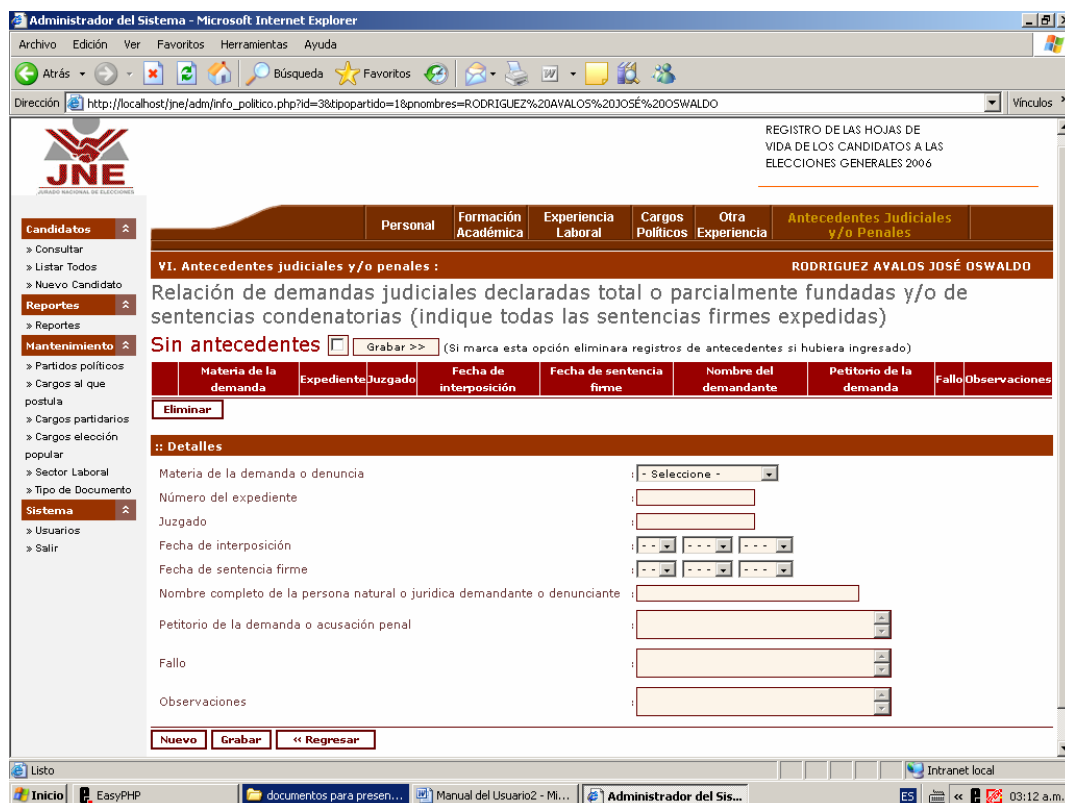 Administrador del Sistema - Microsoft Internet Explorer
Archivo Edición Ver Favoritos Herramientas Ayuda
Atrás Búsqueda Favoritos
Dirección http://localhost/jne/adm/info_politico.php?id=3&tipopartido=1&pnombres=RODRIGUEZ%20AVALOS%20JOSÉ%20OSWALDO Vínculos
JNE
JURADO NACIONAL DE ELECCIONES
REGISTRO DE LAS HOJAS DE
VIDA DE LOS CANDIDATOS A LAS
ELECCIONES GENERALES 2006
Candidatos
» Consultar
» Listar Todos
» Nuevo Candidato
Reportes
» Reportes
Mantenimiento
» Partidos políticos
» Cargos al que
postula
» Cargos partidarios
» Cargos elección
popular
» Sector Laboral
» Tipo de Documento
Sistema
» Usuarios
» Salir
Personal
Formación
Académica
Experiencia
Laboral
Cargos
Políticos
Otra
Experiencia
Antecedentes Judiciales
y/o Penales
VI. Antecedentes judiciales y/o penales : RODRIGUEZ AVALOS JOSÉ OSWALDO
Relación de demandas judiciales declaradas total o parcialmente fundadas y/o de
sentencias condenatorias (indique todas las sentencias firmes expedidas)
Sin antecedentes Grabar >> (Si marca esta opción eliminara registros de antecedentes si hubiera ingresado)
Materia de la
demanda
Expediente
Juzgado
Fecha de
interposición
Fecha de sentencia
firme
Nombre del
demandante
Petitorio de la
demanda
Fallo
Observaciones
Eliminar
:: Detalles
Materia de la demanda o denuncia : - Seleccione -
Número del expediente :
Juzgado :
Fecha de interposición : - - - - - - - -
Fecha de sentencia firme : - - - - - - - -
Nombre completo de la persona natural o juridica demandante o denunciante :
Petitorio de la demanda o acusación penal :
Fallo :
Observaciones :
Nuevo Grabar << Regresar
Listo Intranet local
Inicio EasyPHP documentos para presen... Manual del Usuario2 - Mi... Administrador del Sis... ES « 03:12 a.m.